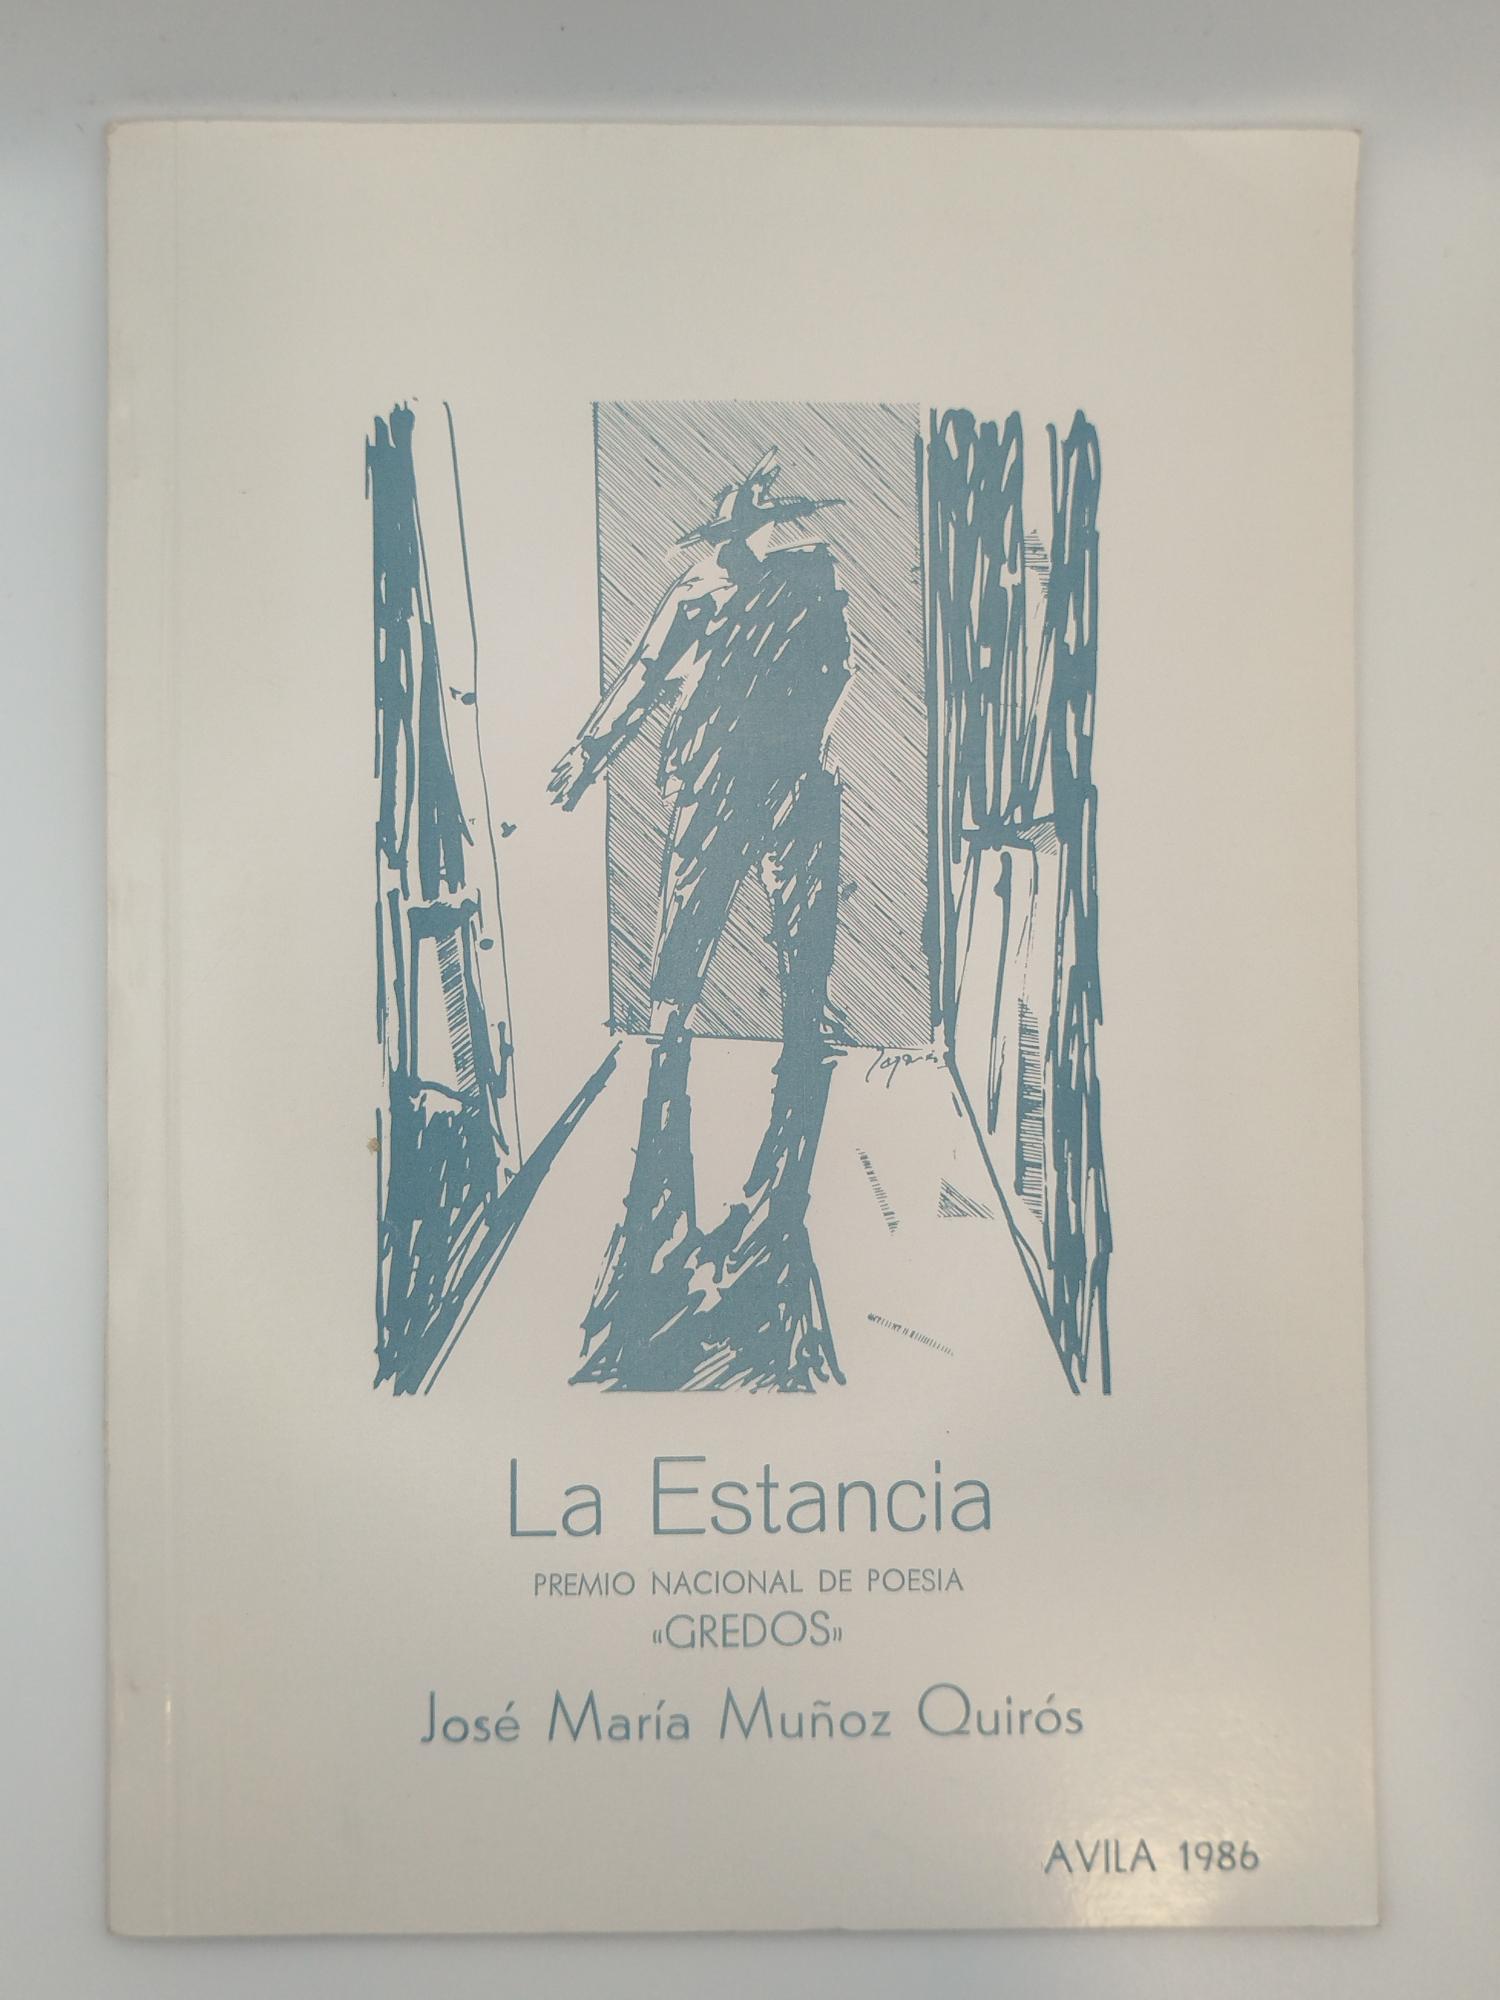 La Estancia
PREMIO NACIONAL DE POESIA
«GREDOS»
José María Muñoz Quirós
AVILA 1986